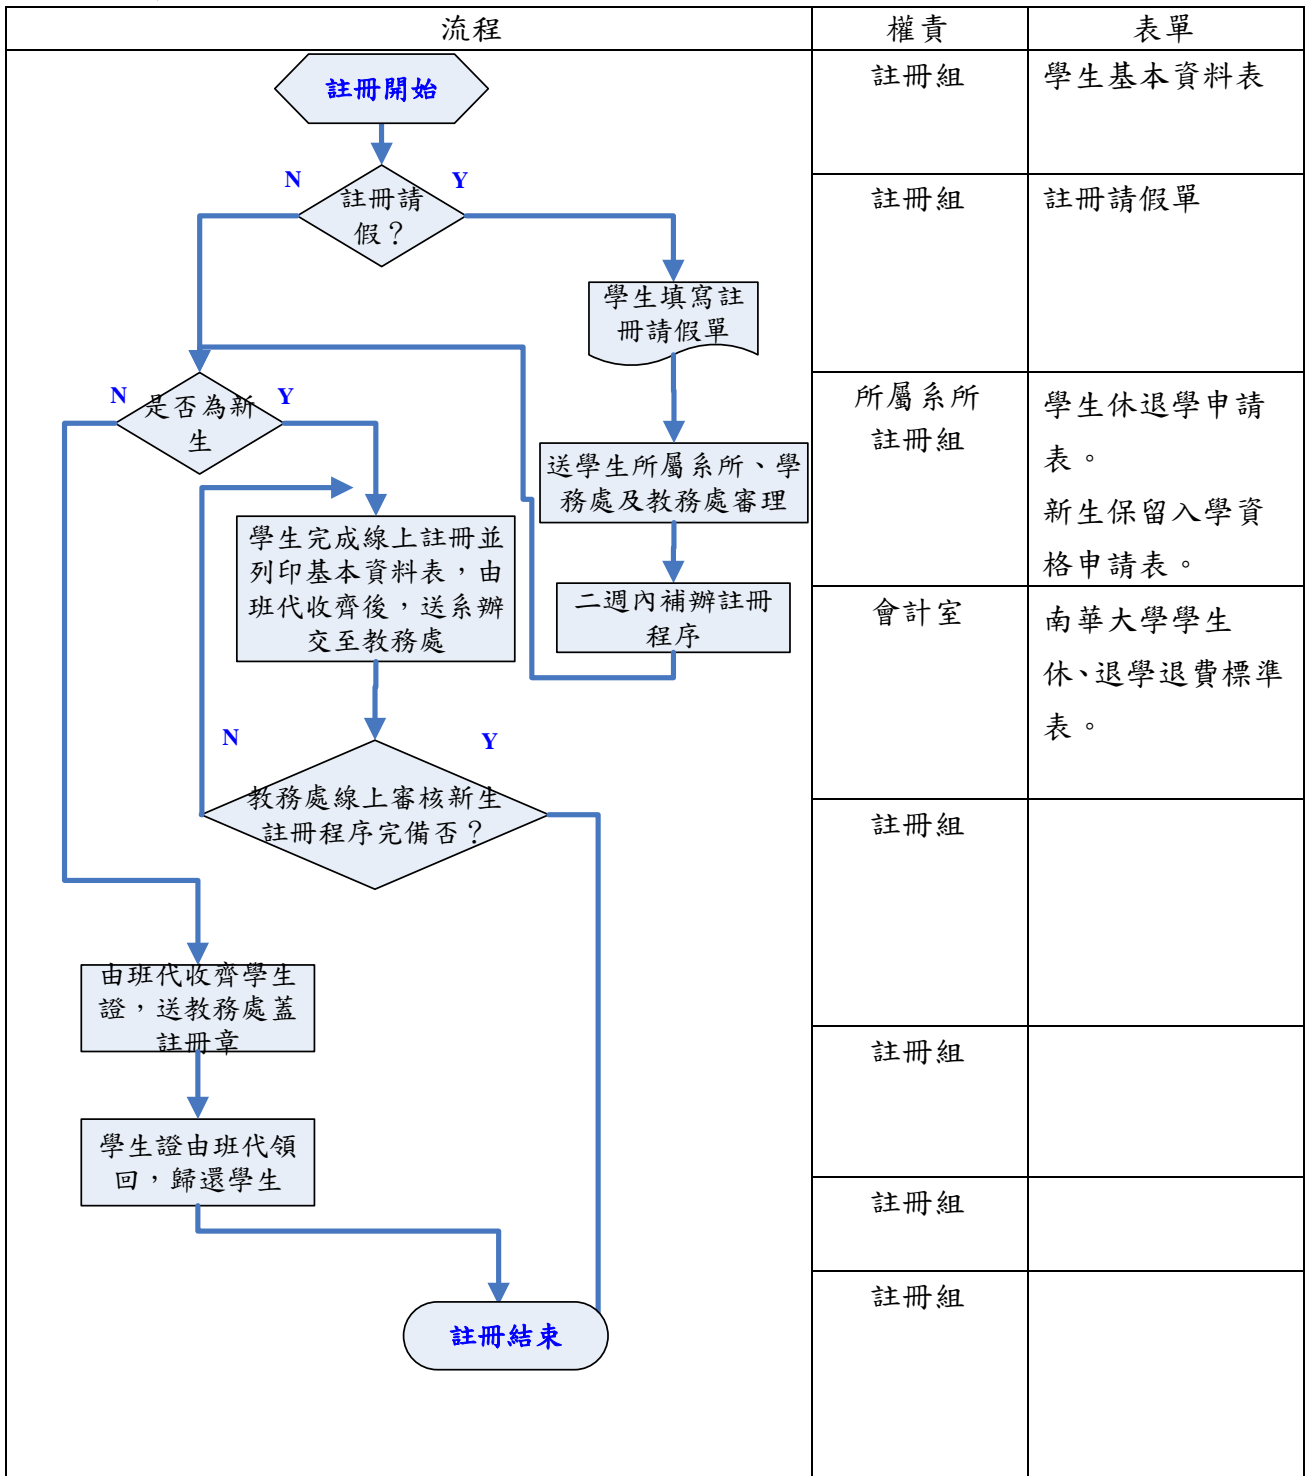 流程
權責
表單
註冊開始
註冊組
學生基本資料表
N
Y
註冊請
假？
註冊組
註冊請假單
學生填寫註
冊請假單
N
Y
是否為新
生
所屬系所
註冊組
學生休退學申請
表。
新生保留入學資
格申請表。
送學生所屬系所、學
務處及教務處審理
學生完成線上註冊並
列印基本資料表，由
班代收齊後，送系辦
交至教務處
二週內補辦註冊
程序
會計室
南華大學學生
休、退學退費標準
表。
N
Y
教務處線上審核新生
註冊程序完備否？
註冊組
由班代收齊學生
證，送教務處蓋
註冊章
註冊組
學生證由班代領
回，歸還學生
註冊組
註冊結束
註冊組